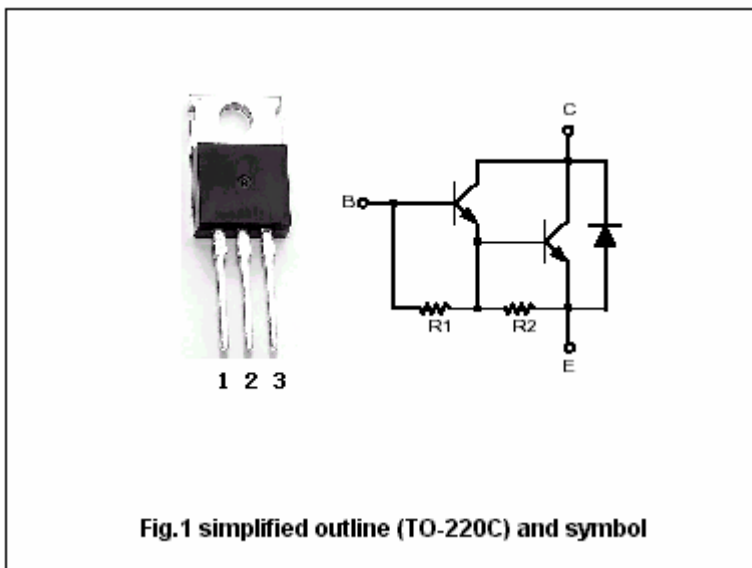 C
B
R1 R2
E
1 2 3
Fig.1 simplified outline (TO-220C) and symbol